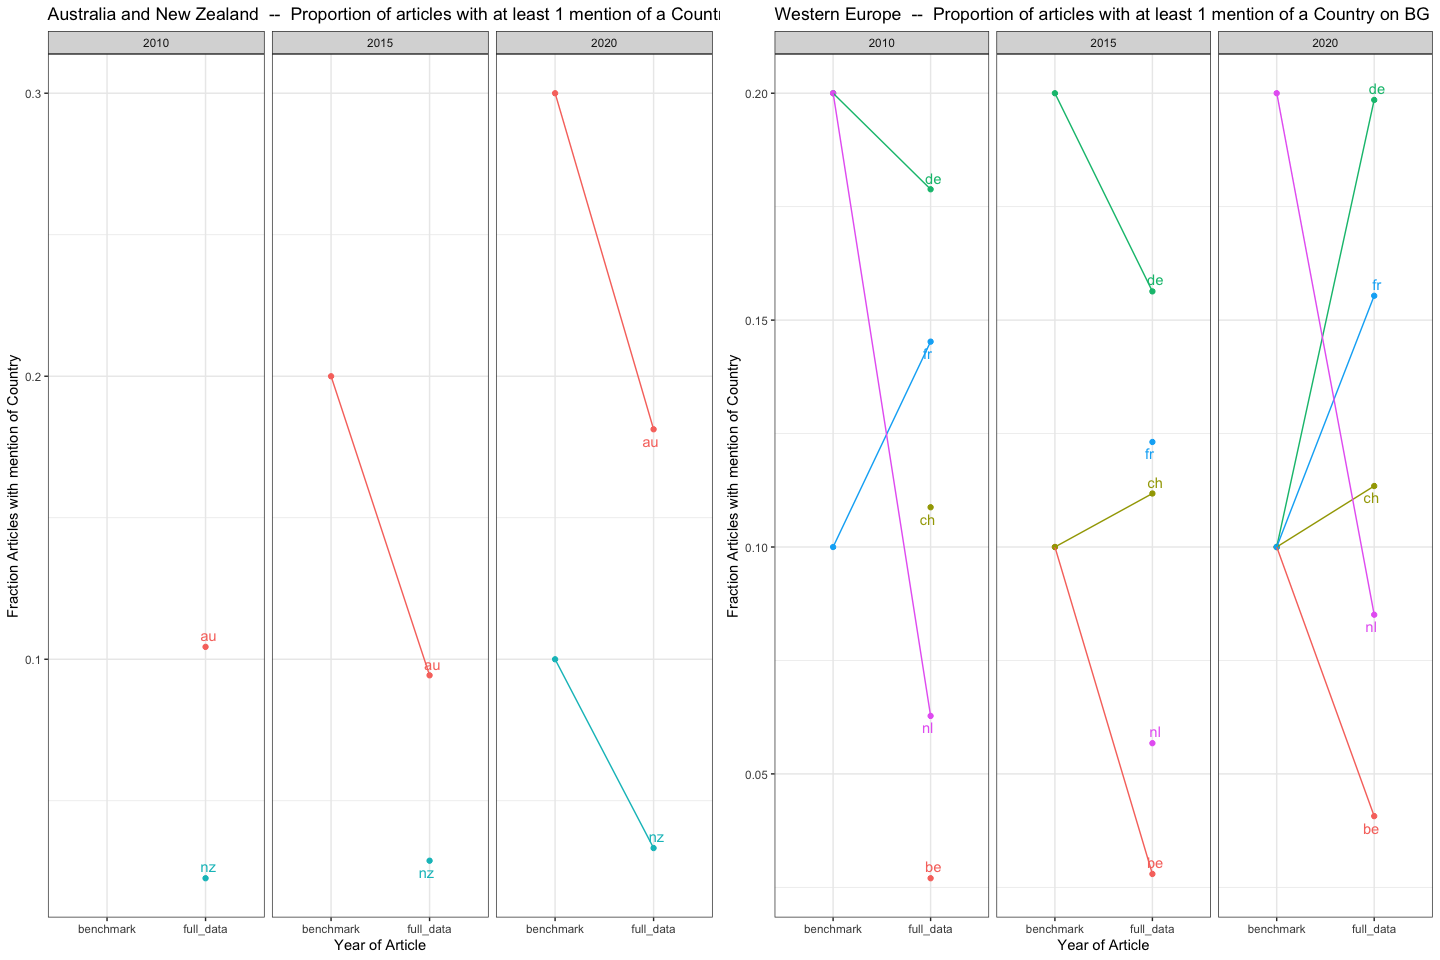 Australia and New Zealand -- Proportion of articles with at least 1 mention of a Count
2010
2015
2020
0.3
0.2
0.1
Fraction Articles with mention of Country
au
nz
au
nz
au
nz
benchmark full_data
benchmark full_data
benchmark full_data
Year of Article
Western Europe -- Proportion of articles with at least 1 mention of a Country on BG
2010
2015
2020
0.20
0.15
0.10
0.05
Fraction Articles with mention of Country
de
fr
ch
nl
be
de
fr
ch
nl
be
de
fr
ch
nl
be
benchmark full_data
benchmark full_data
benchmark full_data
Year of Article